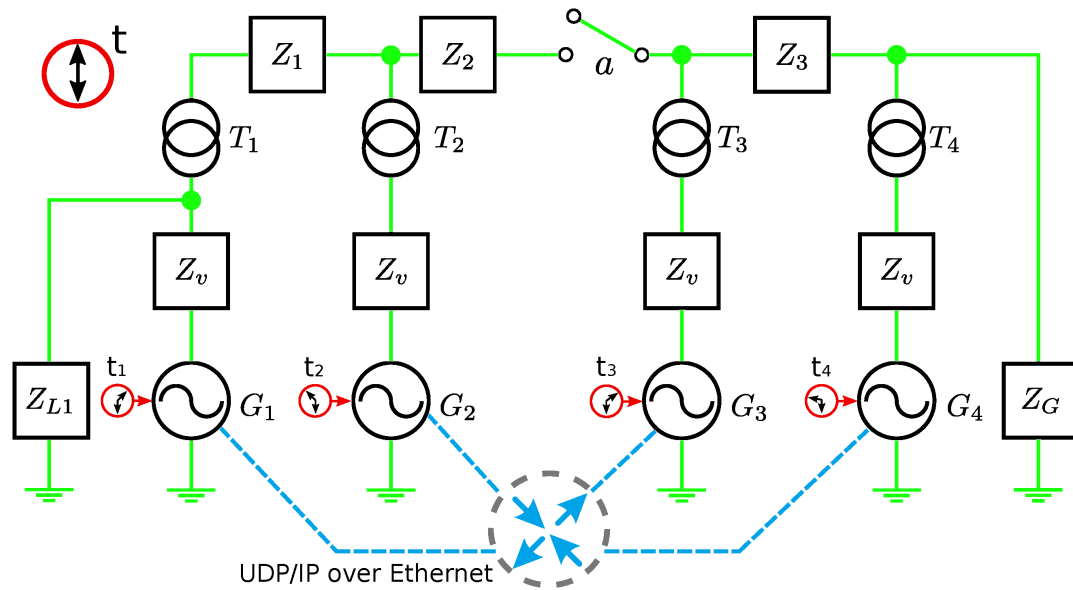 t
Z1
Z2
a
Z3
T1
T2
T3
T4
Zv
Zv
Zv
Zv
t1
t2
t3
t4
ZL1
G1
G2
G3
G4
ZG
UDP/IP over Ethernet